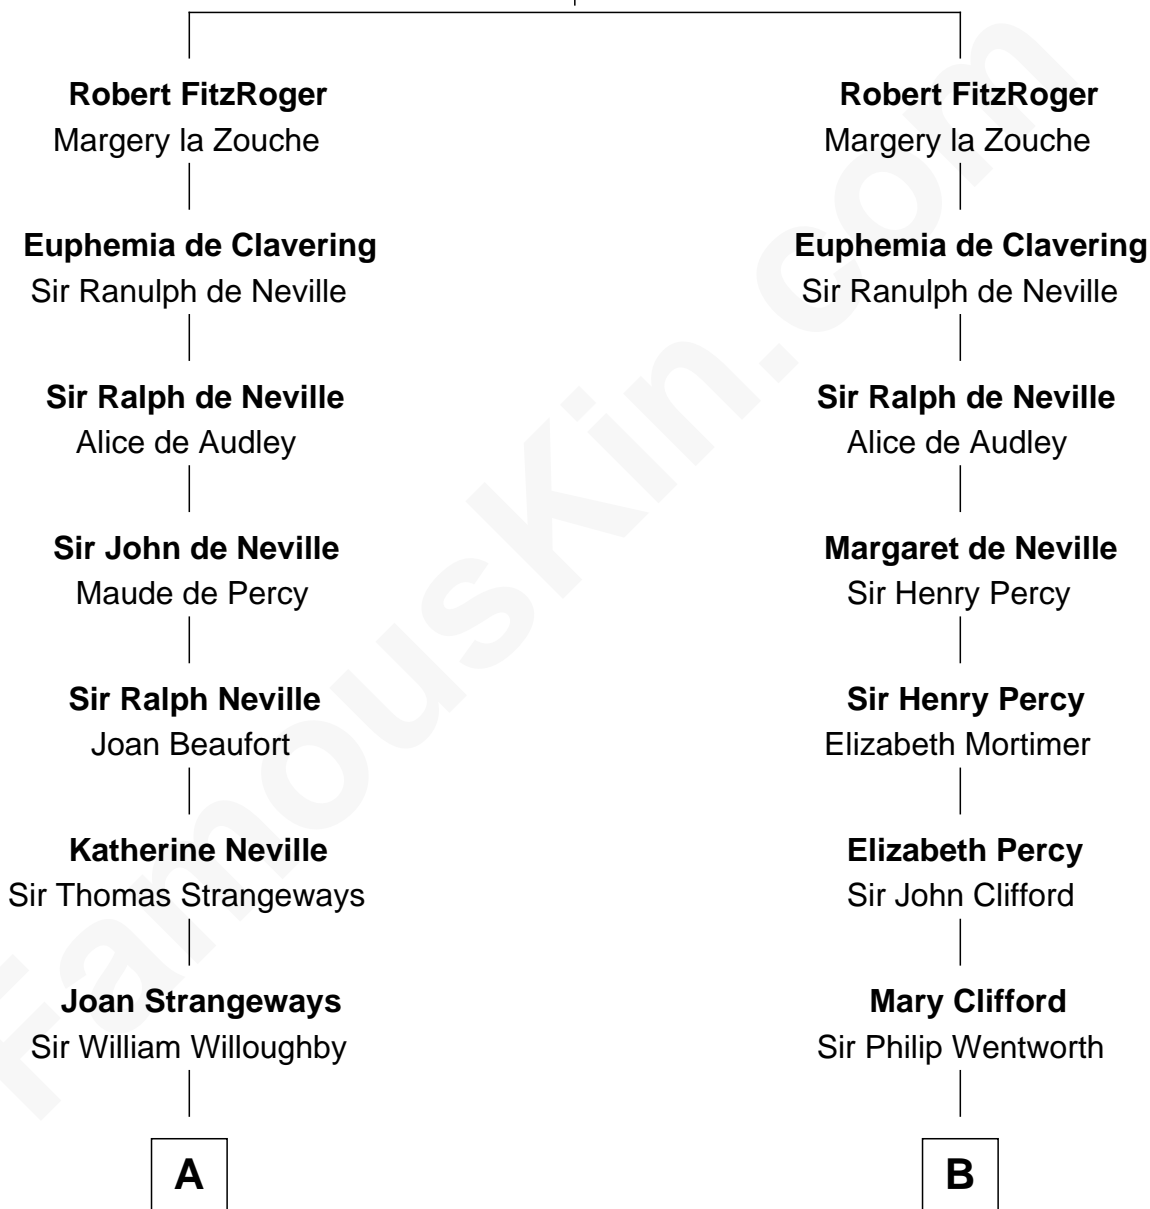 Robert FitzRoger
Margery la Zouche
Euphemia de Clavering
Sir Ranulph de Neville
Sir Ralph de Neville
Alice de Audley
Sir John de Neville
Maude de Percy
Sir Ralph Neville
Joan Beaufort
Katherine Neville
Sir Thomas Strangeways
Joan Strangeways
Sir William Willoughby
A
Robert FitzRoger
Margery la Zouche
Euphemia de Clavering
Sir Ranulph de Neville
Sir Ralph de Neville
Alice de Audley
Margaret de Neville
Sir Henry Percy
Sir Henry Percy
Elizabeth Mortimer
Elizabeth Percy
Sir John Clifford
Mary Clifford
Sir Philip Wentworth
B
FamousKin.com